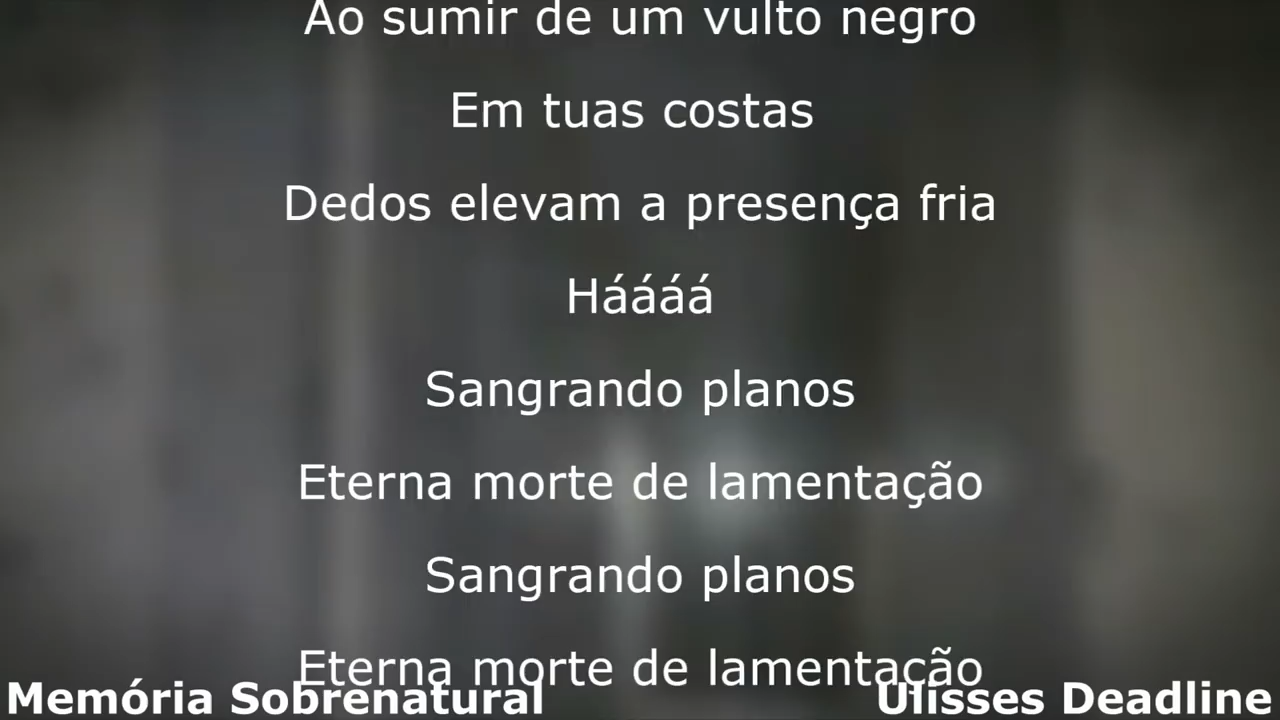 Ao sumir de um vulto negro
Em tuas costas
Dedos elevam a presença fria
Háááá
Sangrando planos
Eterna morte de lamentação
Sangrando planos
Eterna morte de lamentação
Memória Sobrenatural
Ulisses Deadline